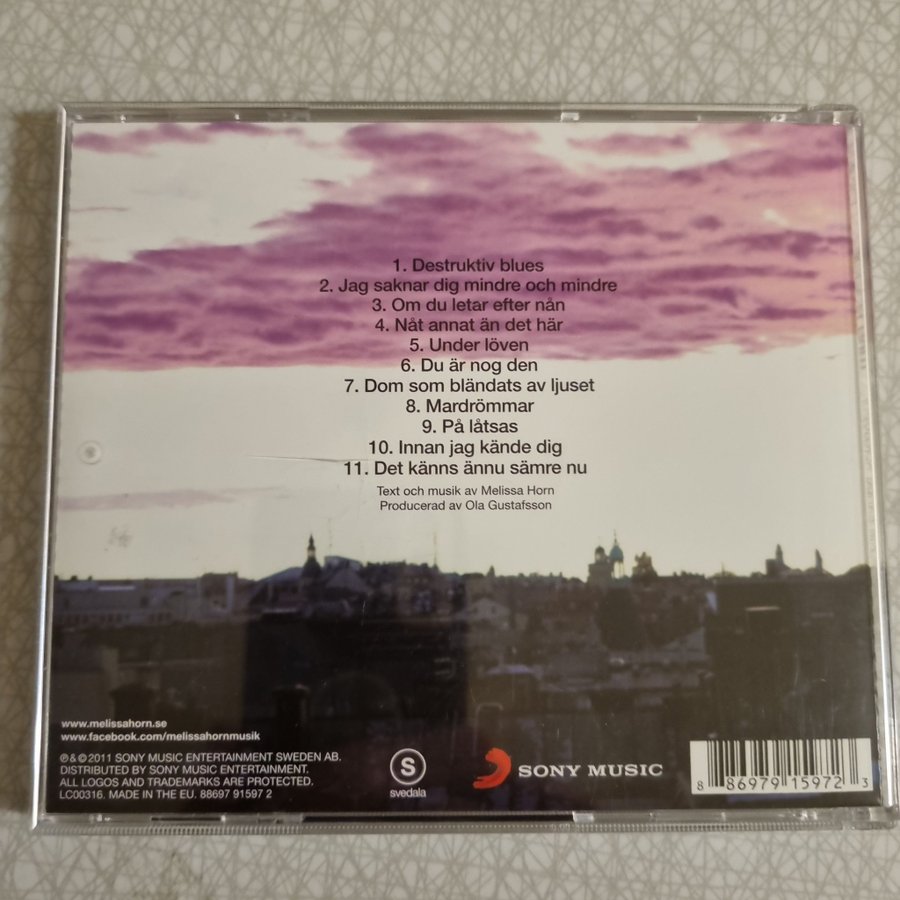 1. Destruktiv blues
2. Jag saknar dig mindre och mindre
3. Om du letar efter nån
4. Nåt annat än det här
5. Under löven
6. Du är nog den
7. Dom som bländats av ljuset
8. Mardrömmar
9. På låtsas
10. Innan jag kände dig
11. Det känns ännu sämre nu
Text och musik av Melissa Horn
Producerad av Ola Gustafsson
www.melissahorn.se
www.facebook.com/melissahornmusik
℗ & © 2011 SONY MUSIC ENTERTAINMENT SWEDEN AB.
DISTRIBUTED BY SONY MUSIC ENTERTAINMENT.
ALL LOGOS AND TRADEMARKS ARE PROTECTED.
LC00316. MADE IN THE EU. 88697 91597 2
S
svedala
SONY MUSIC
8 86979 15972 3